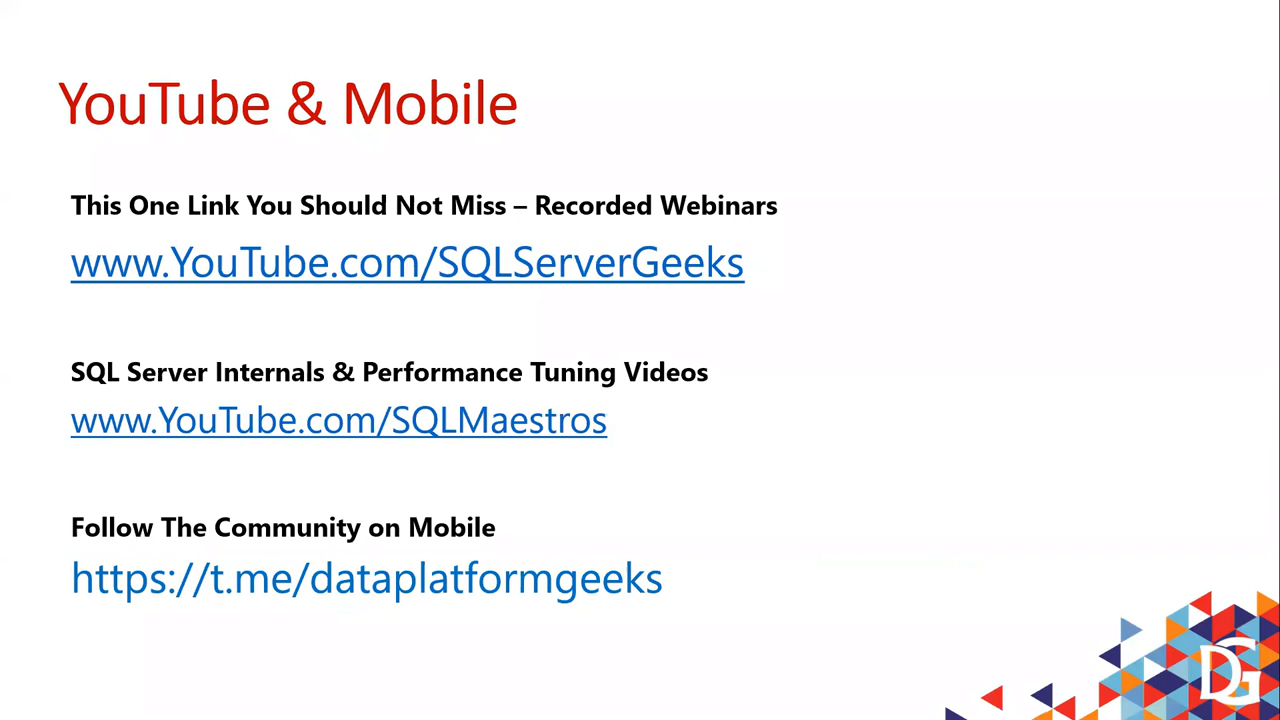 YouTube & Mobile
This One Link You Should Not Miss – Recorded Webinars
www.YouTube.com/SQLServerGeeks
SQL Server Internals & Performance Tuning Videos
www.YouTube.com/SQLMaestros
Follow The Community on Mobile
https://t.me/dataplatformgeeks
DG